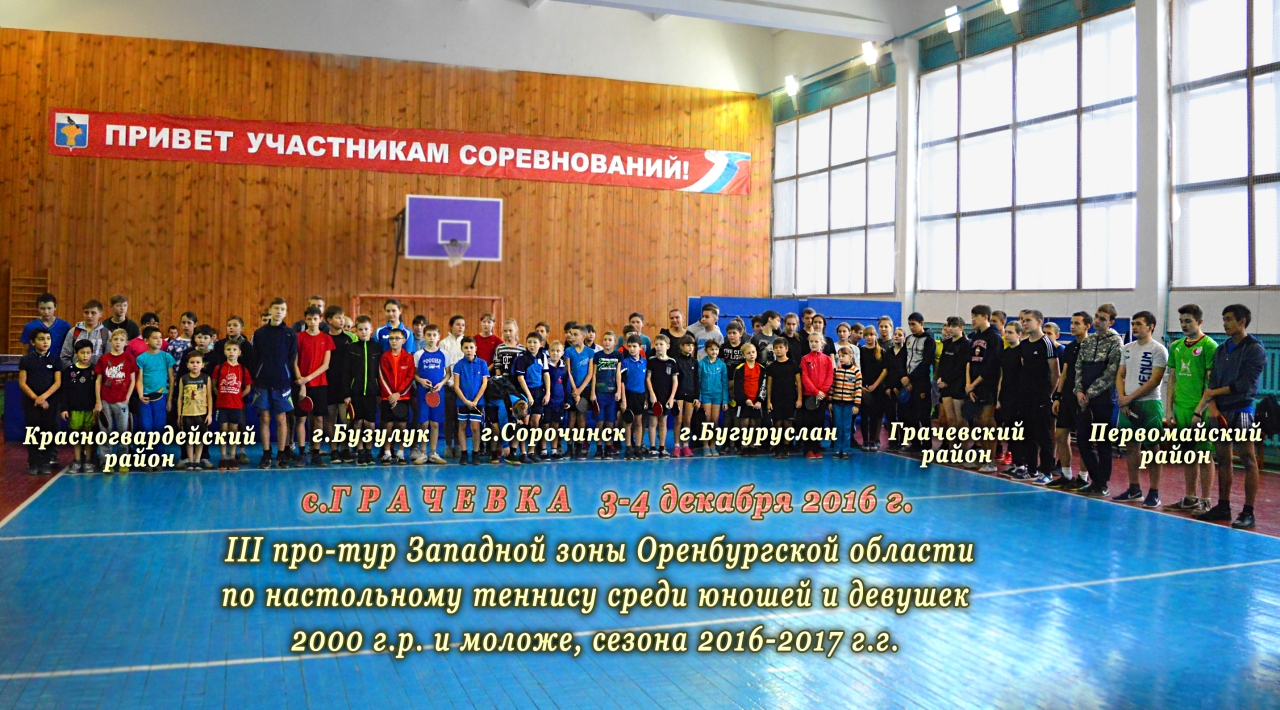 ПРИВЕТ УЧАСТНИКАМ СОРЕВНОВАНИЙ!
Красногвардейский
район
г.Бузулук
г.Сорочинск
г.Бугуруслан
Грачевский
район
Первомайский
район
с.ГРАЧЕВКА 3-4 декабря 2016 г.
III про-тур Западной зоны Оренбургской области
по настольному теннису среди юношей и девушек
2000 г.р. и моложе, сезона 2016-2017 г.г.